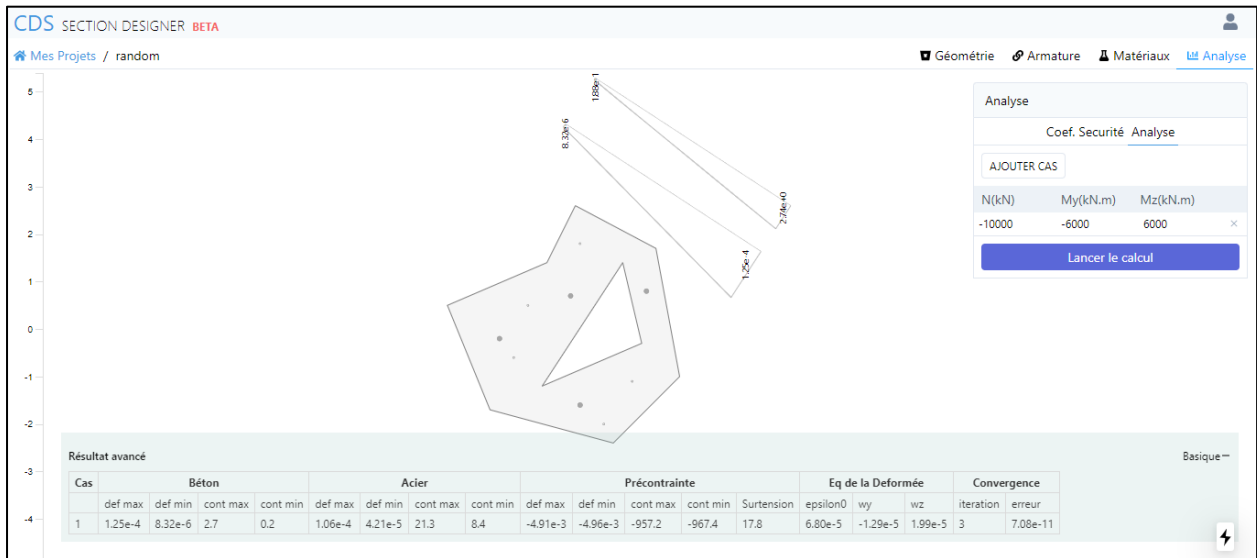 CDS SECTION DESIGNER BETA
Mes Projets / random
Géométrie Armature Matériaux Analyse
5
4
3
2
1
0
-1
-2
-3
-4
1.88e-1
8.32e-6
2.74e+0
1.25e-4
Analyse
Coef. Securité Analyse
AJOUTER CAS
N(kN) My(kN.m) Mz(kN.m)
-10000 -6000 6000 ×
Lancer le calcul
Résultat avancé Basique
Cas Béton Acier Précontrainte Eq de la Deformée Convergence
def max def min cont max cont min def max def min cont max cont min def max def min cont max cont min Surtension epsilon0 wy wz iteration erreur
1 1.25e-4 8.32e-6 2.7 0.2 1.06e-4 4.21e-5 21.3 8.4 -4.91e-3 -4.96e-3 -957.2 -967.4 17.8 6.80e-5 -1.29e-5 1.99e-5 3 7.08e-11